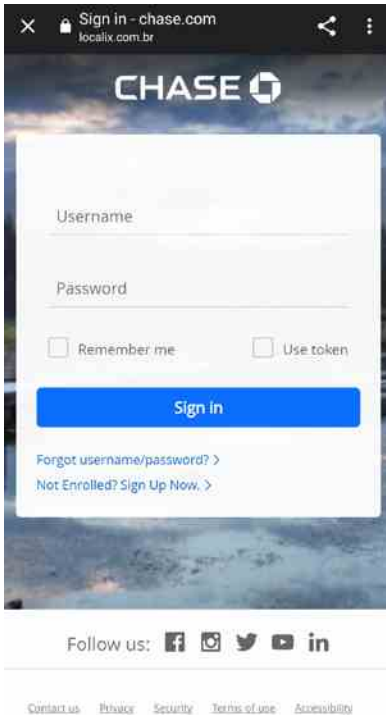 Sign in - chase.com
localix.com.br
CHASE
Username
Password
Remember me Use token
Sign in
Forgot username/password? >
Not Enrolled? Sign Up Now. >
Follow us:
Contact us Privacy Security Terms of use Accessibility